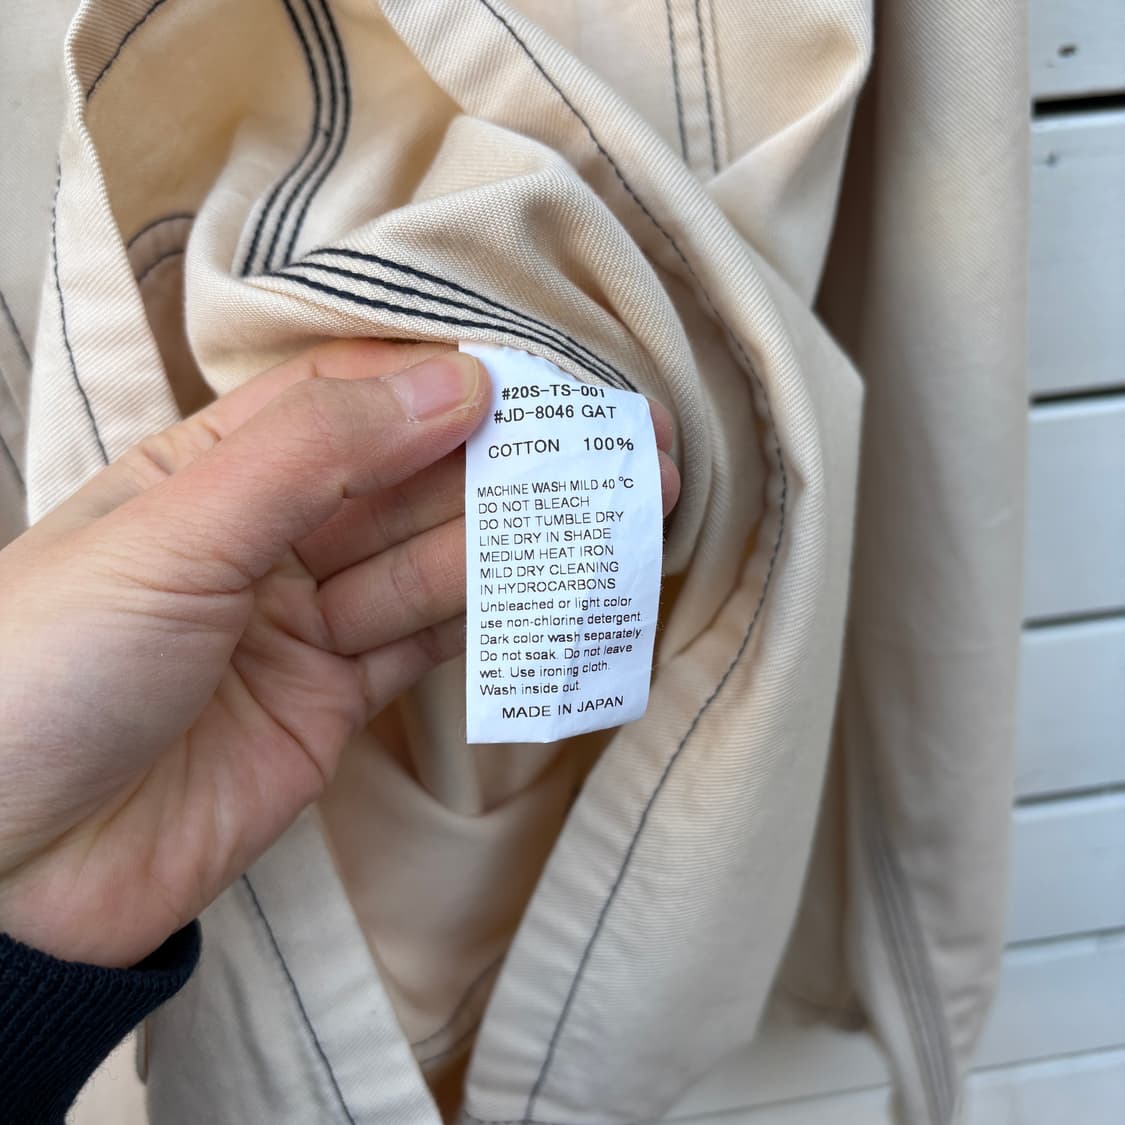 #20S-TS-001
#JD-8046 GAT
COTTON 100%
MACHINE WASH MILD 40 °C
DO NOT BLEACH
DO NOT TUMBLE DRY
LINE DRY IN SHADE
MEDIUM HEAT IRON
MILD DRY CLEANING
IN HYDROCARBONS
Unbleached or light color
use non-chlorine detergent.
Dark color wash separately.
Do not soak. Do not leave
wet. Use ironing cloth.
Wash inside out.
MADE IN JAPAN